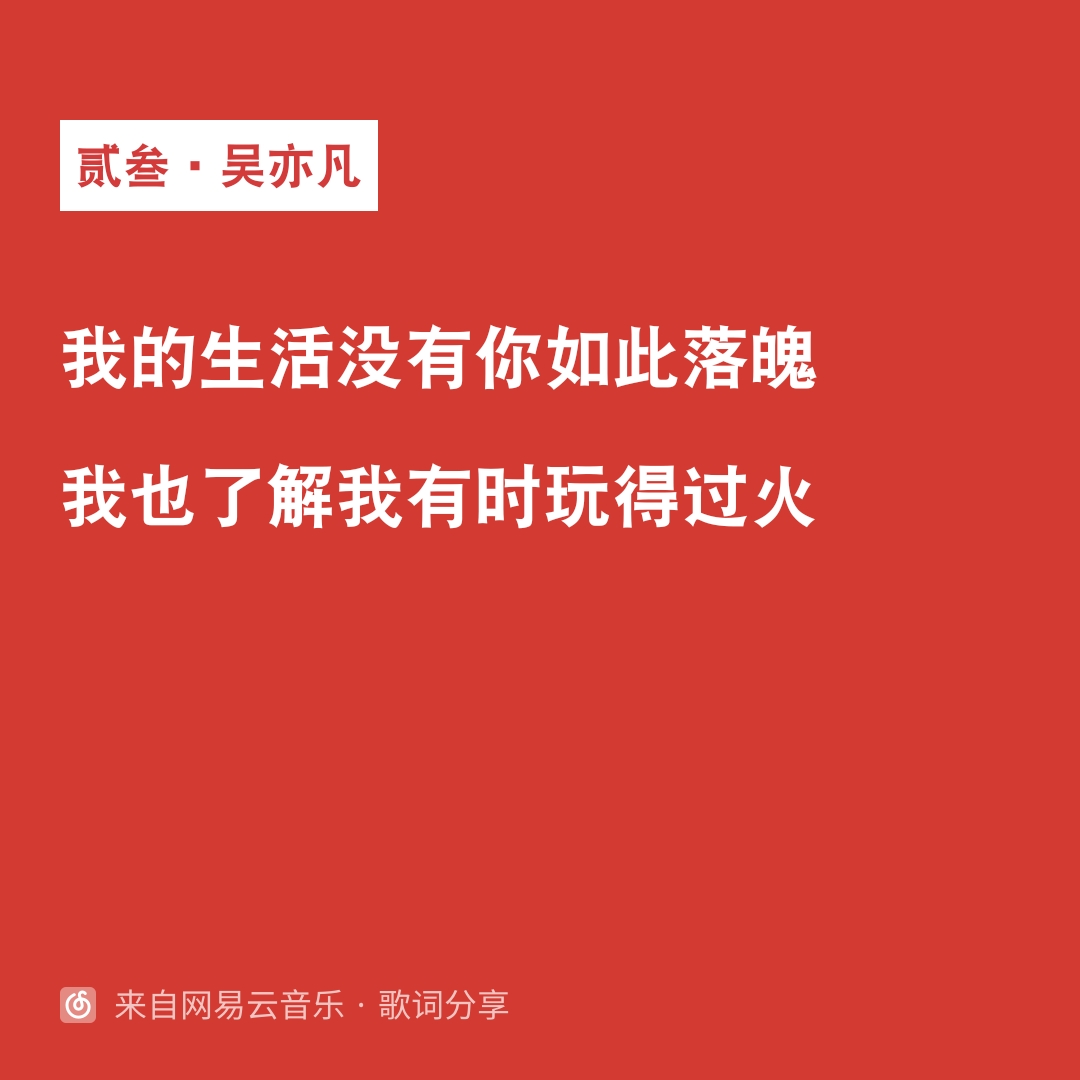 贰叁·吴亦凡
我的生活没有你如此落魄
我也了解我有时玩得过火
来自网易云音乐·歌词分享